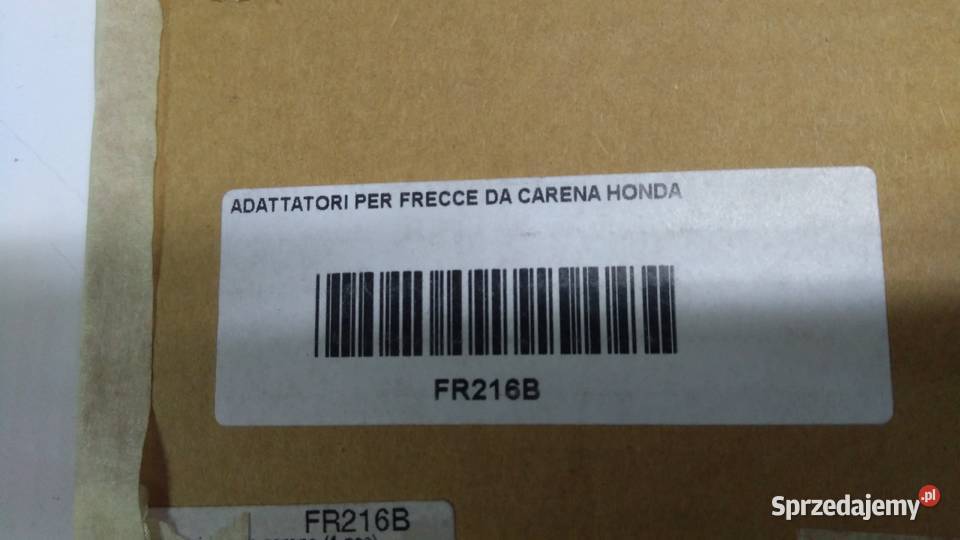 ADATTATORI PER FRECCE DA CARENA HONDA
FR216B
FR216B
Sprzedajemy.pl